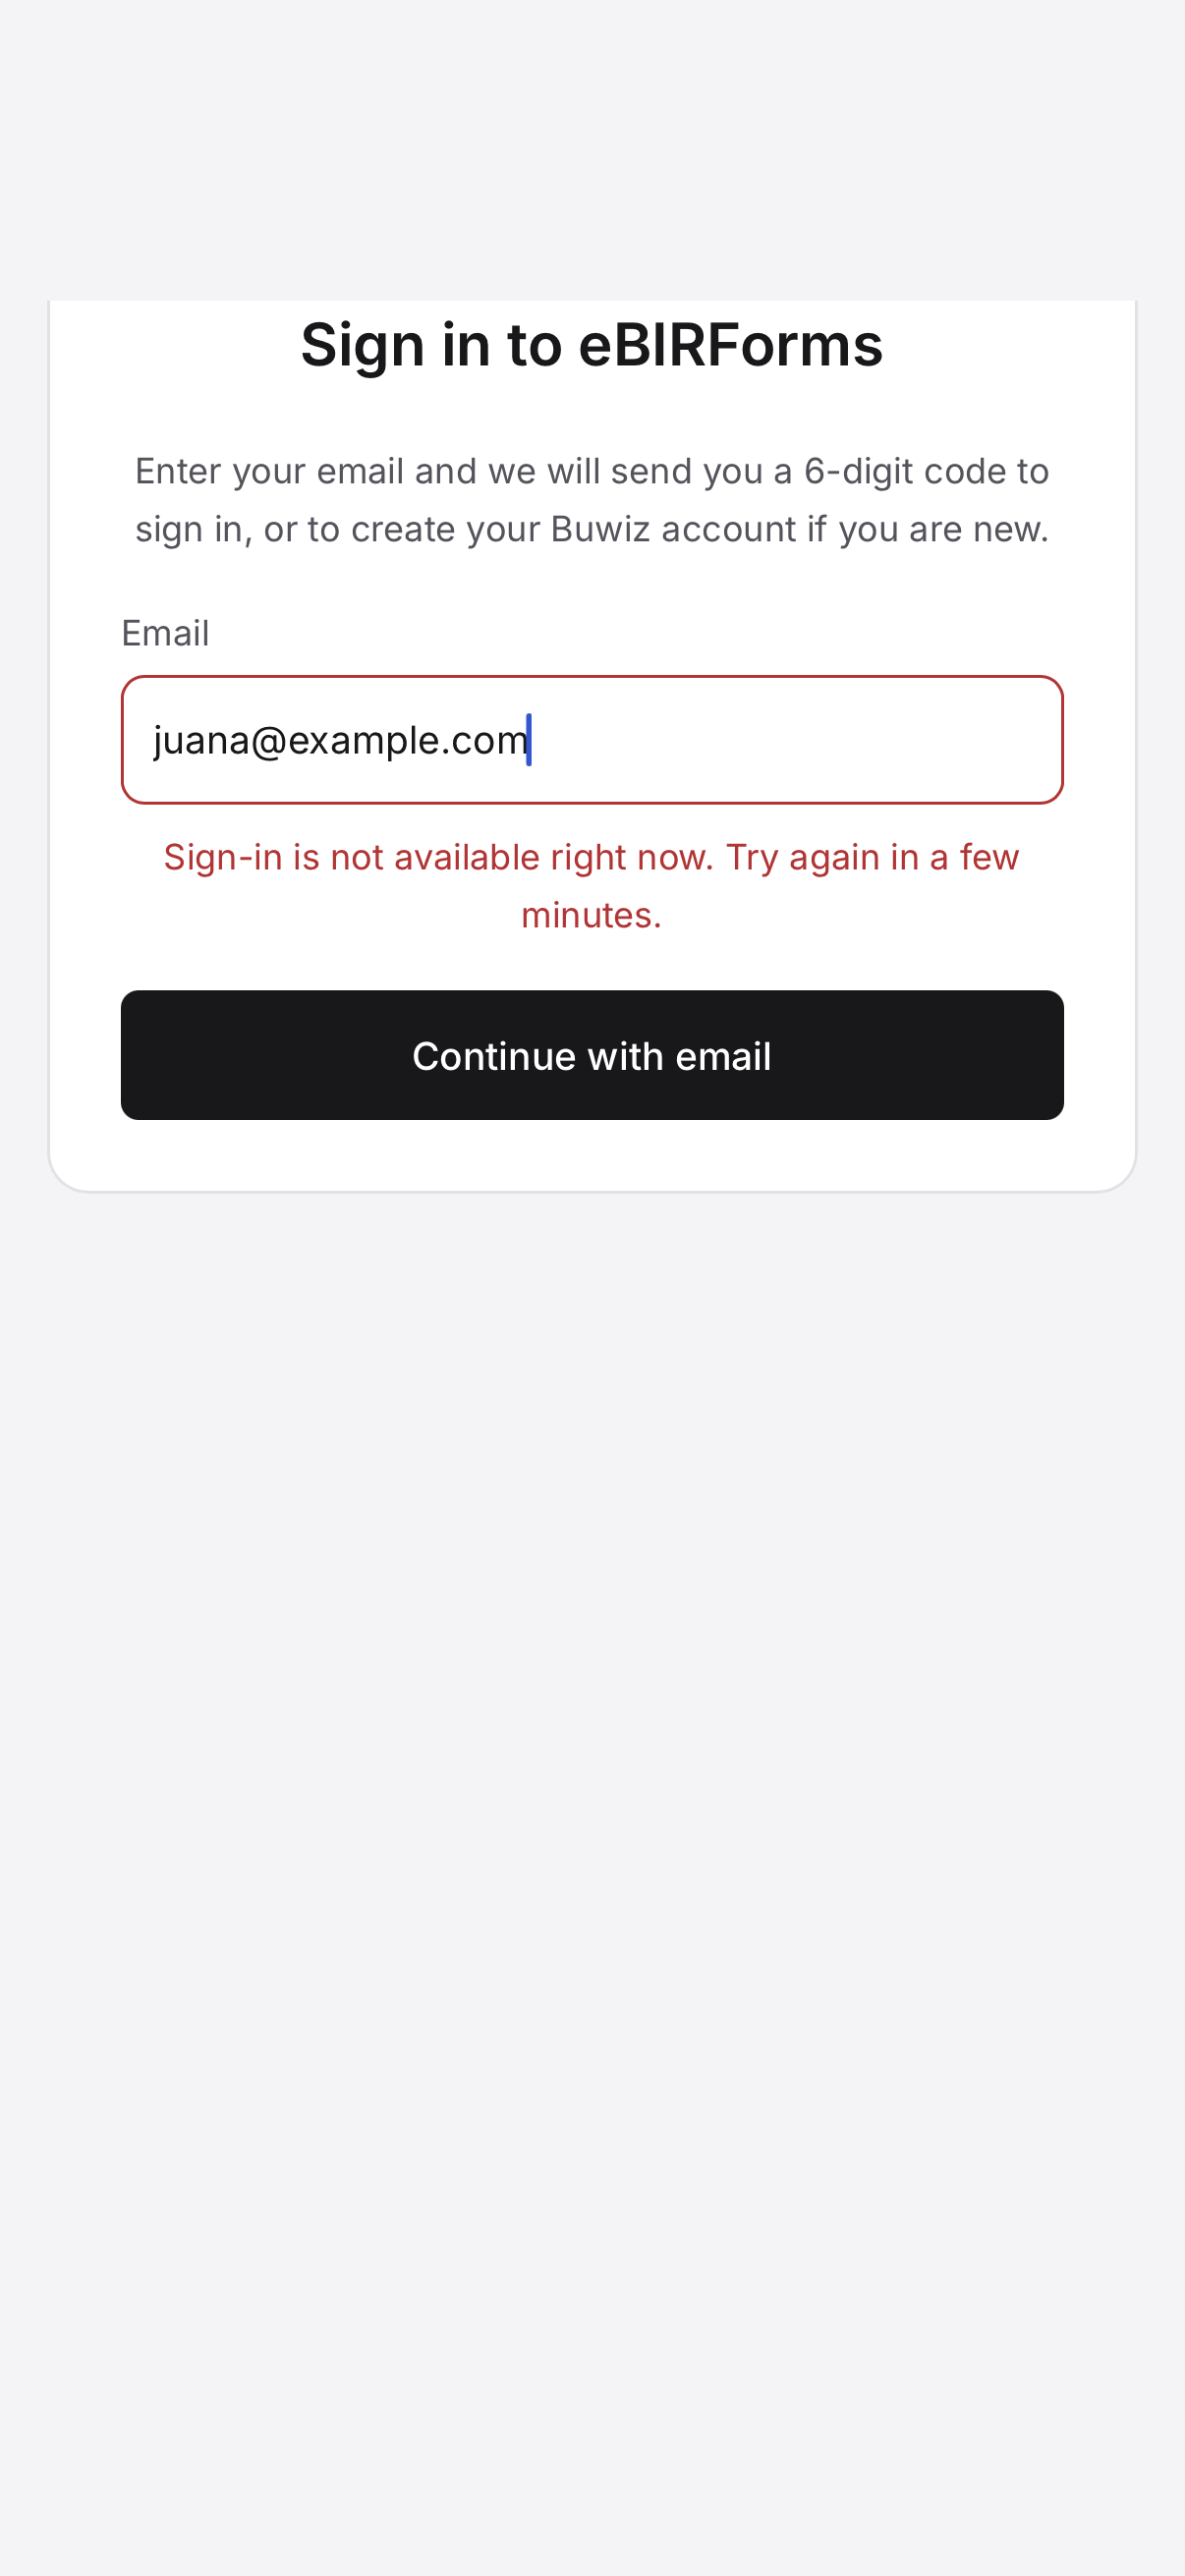 Sign in to eBIRForms
Enter your email and we will send you a 6-digit code to
sign in, or to create your Buwiz account if you are new.
Email
juana@example.com
Sign-in is not available right now. Try again in a few
minutes.
Continue with email